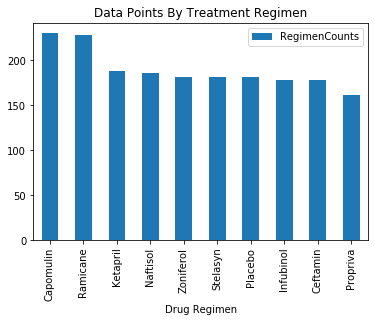 Data Points By Treatment Regimen
RegimenCounts
200
150
100
50
0
Capomulin
Ramicane
Ketapril
Naftisol
Zoniferol
Stelasyn
Placebo
Infubinol
Ceftamin
Propriva
Drug Regimen